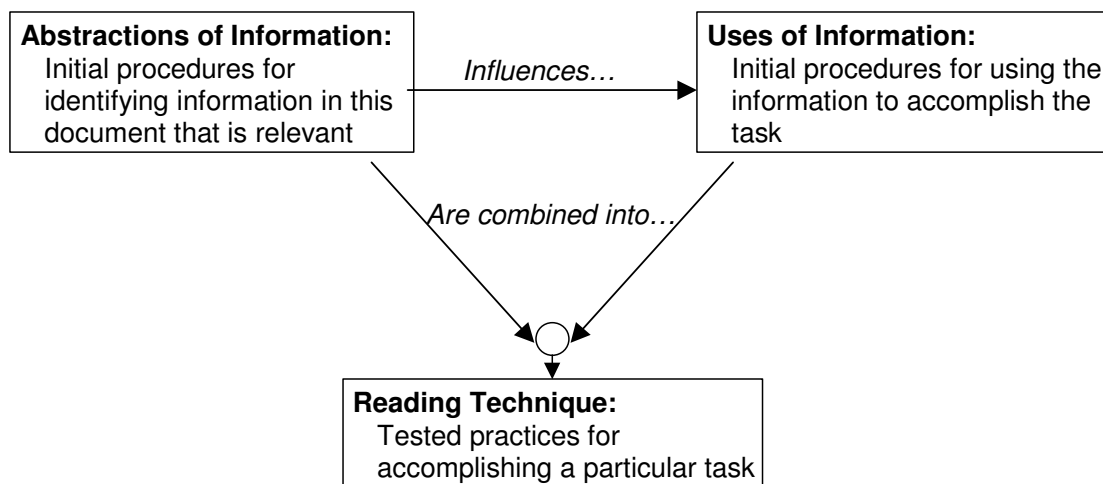 Abstractions of Information:
Initial procedures for
identifying information in this
document that is relevant
Influences…
Uses of Information:
Initial procedures for using the
information to accomplish the
task
Are combined into…
Reading Technique:
Tested practices for
accomplishing a particular task